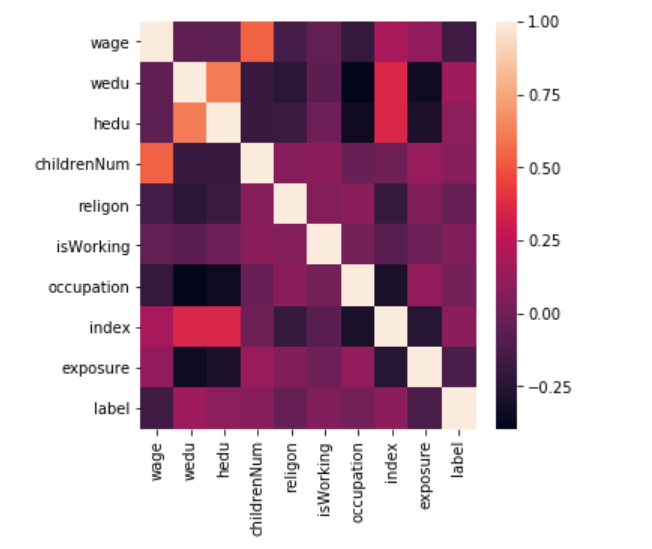 wage
wedu
hedu
childrenNum
religon
isWorking
occupation
index
exposure
label
wage
wedu
hedu
childrenNum
religon
isWorking
occupation
index
exposure
label
1.00
0.75
0.50
0.25
0.00
−0.25